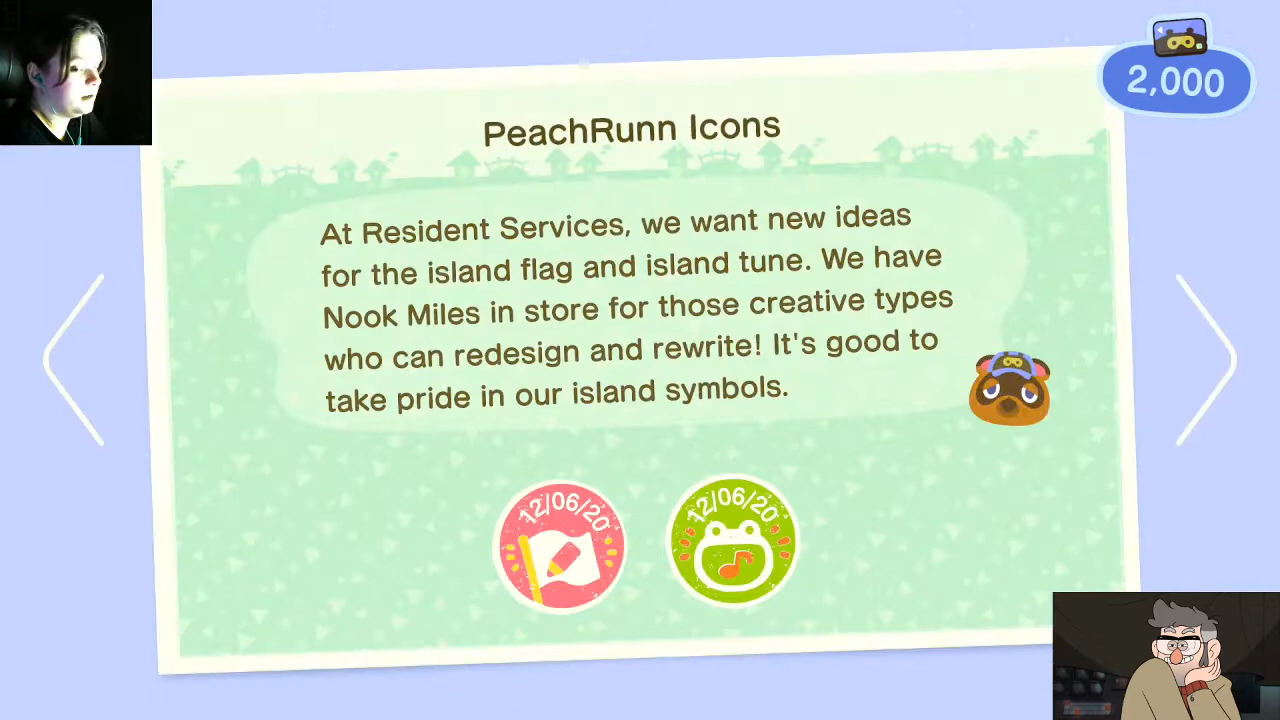 2,000
PeachRunn Icons
At Resident Services, we want new ideas
for the island flag and island tune. We have
Nook Miles in store for those creative types
who can redesign and rewrite! It's good to
take pride in our island symbols.
12/06/20 12/06/20